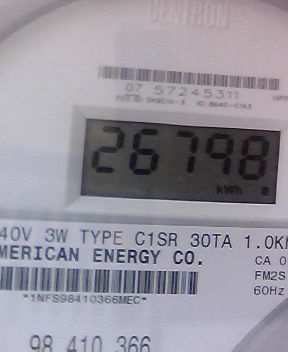 CENTRON
07 57245311
26798
kWh
40V 3W TYPE C1SR 30TA 1.0K
MERICAN ENERGY CO.
CA 0
FM2S
*1NFS98410366MEC*
60Hz
98 410 366